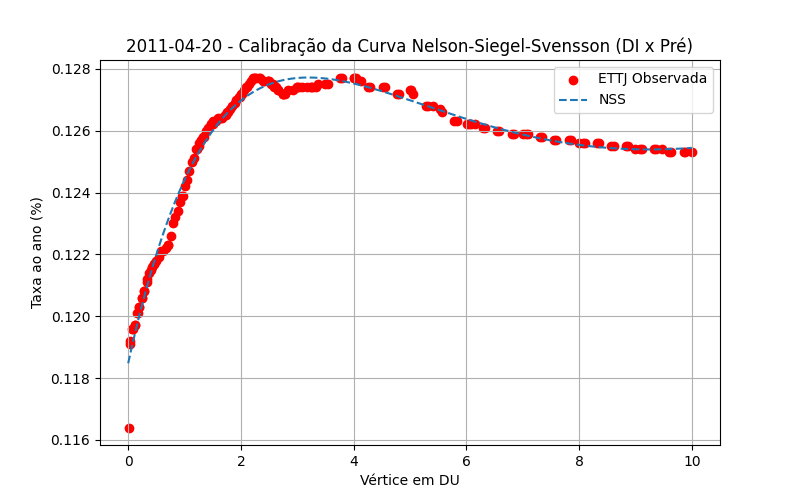 2011-04-20 - Calibração da Curva Nelson-Siegel-Svensson (DI x Pré)
ETTJ Observada
NSS
Taxa ao ano (%)
0.128
0.126
0.124
0.122
0.120
0.118
0.116
0
2
4
6
8
10
Vértice em DU